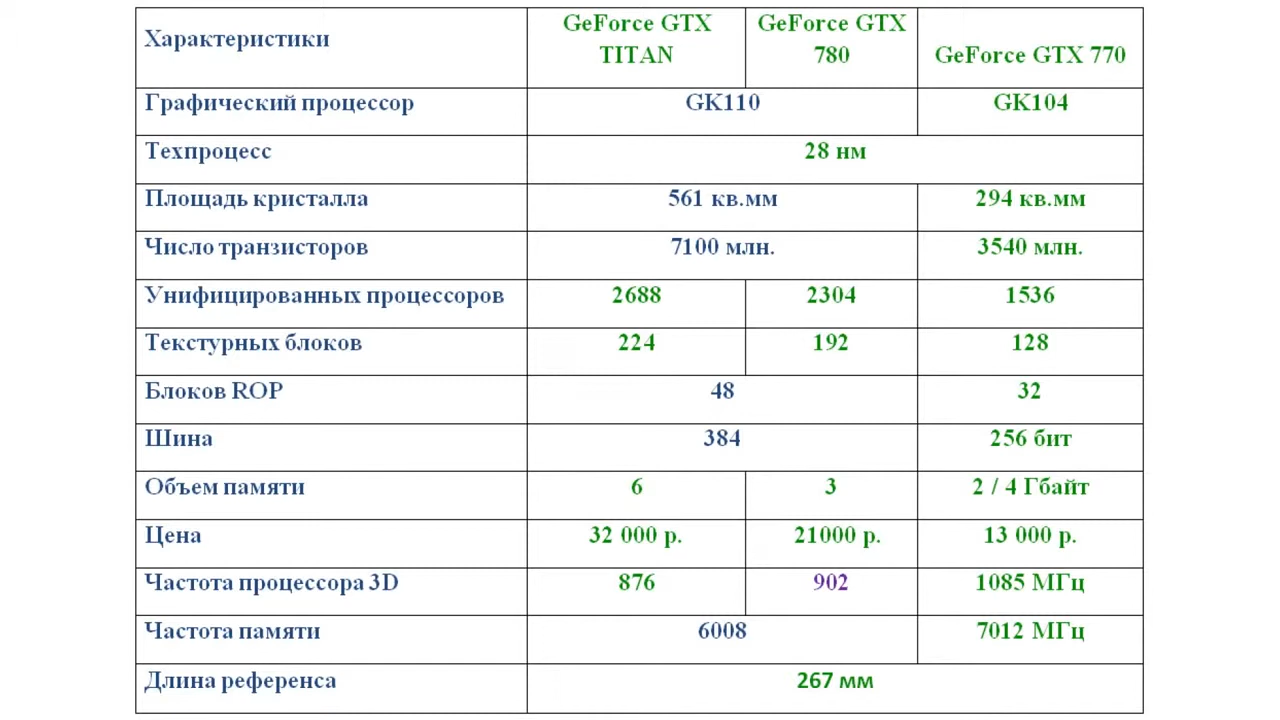 Характеристики GeForce GTX TITAN GeForce GTX 780 GeForce GTX 770
Графический процессор GK110 GK104
Техпроцесс 28 нм
Площадь кристалла 561 кв.мм 294 кв.мм
Число транзисторов 7100 млн. 3540 млн.
Унифицированных процессоров 2688 2304 1536
Текстурных блоков 224 192 128
Блоков ROP 48 32
Шина 384 256 бит
Объем памяти 6 3 2 / 4 Гбайт
Цена 32 000 р. 21000 р. 13 000 р.
Частота процессора 3D 876 902 1085 МГц
Частота памяти 6008 7012 МГц
Длина референса 267 мм